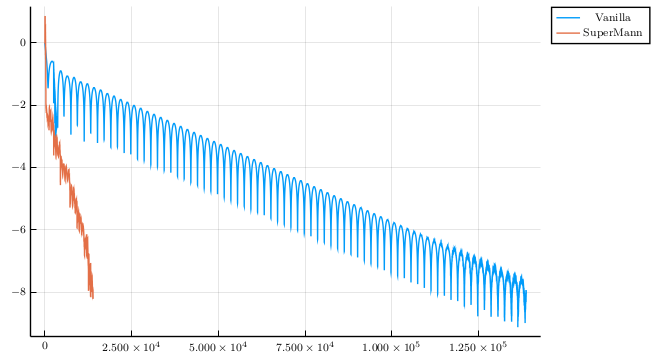 Vanilla
SuperMann
0
−2
−4
−6
−8
0
2.500 × 10⁴
5.000 × 10⁴
7.500 × 10⁴
1.000 × 10⁵
1.250 × 10⁵